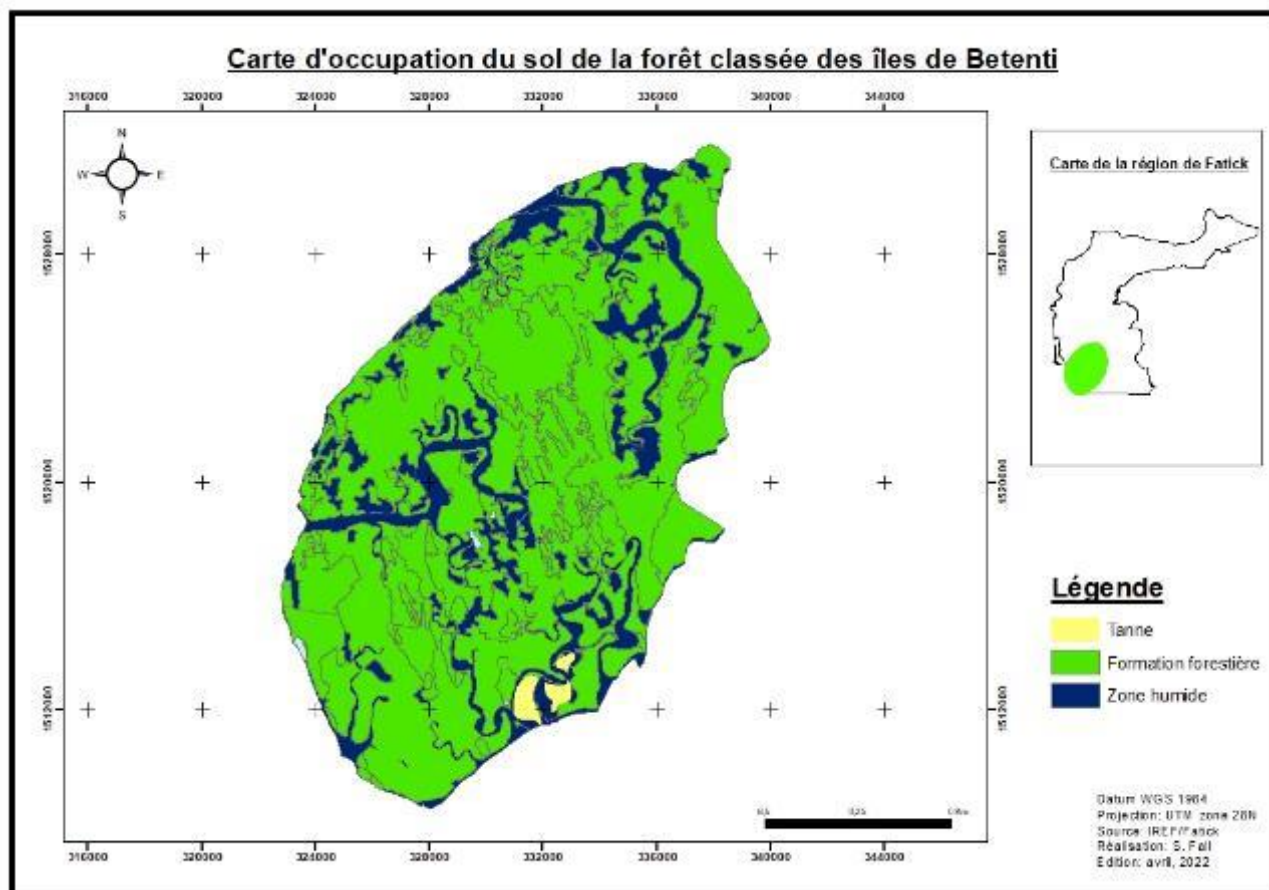 Carte d'occupation du sol de la forêt classée des îles de Betenti
316000 320000 324000 328000 332000 336000 340000 344000
N
W E
S
1528000 1528000
1520000 1520000
1512000 1512000
316000 320000 324000 328000 332000 336000 340000 344000
Carte de la région de Fatick
Légende
Tanne
Formation forestière
Zone humide
Datum WGS 1984
Projection: UTM zone 28N
Source: IREF/Fatick
Réalisation: S. Fall
Edition: avril, 2022